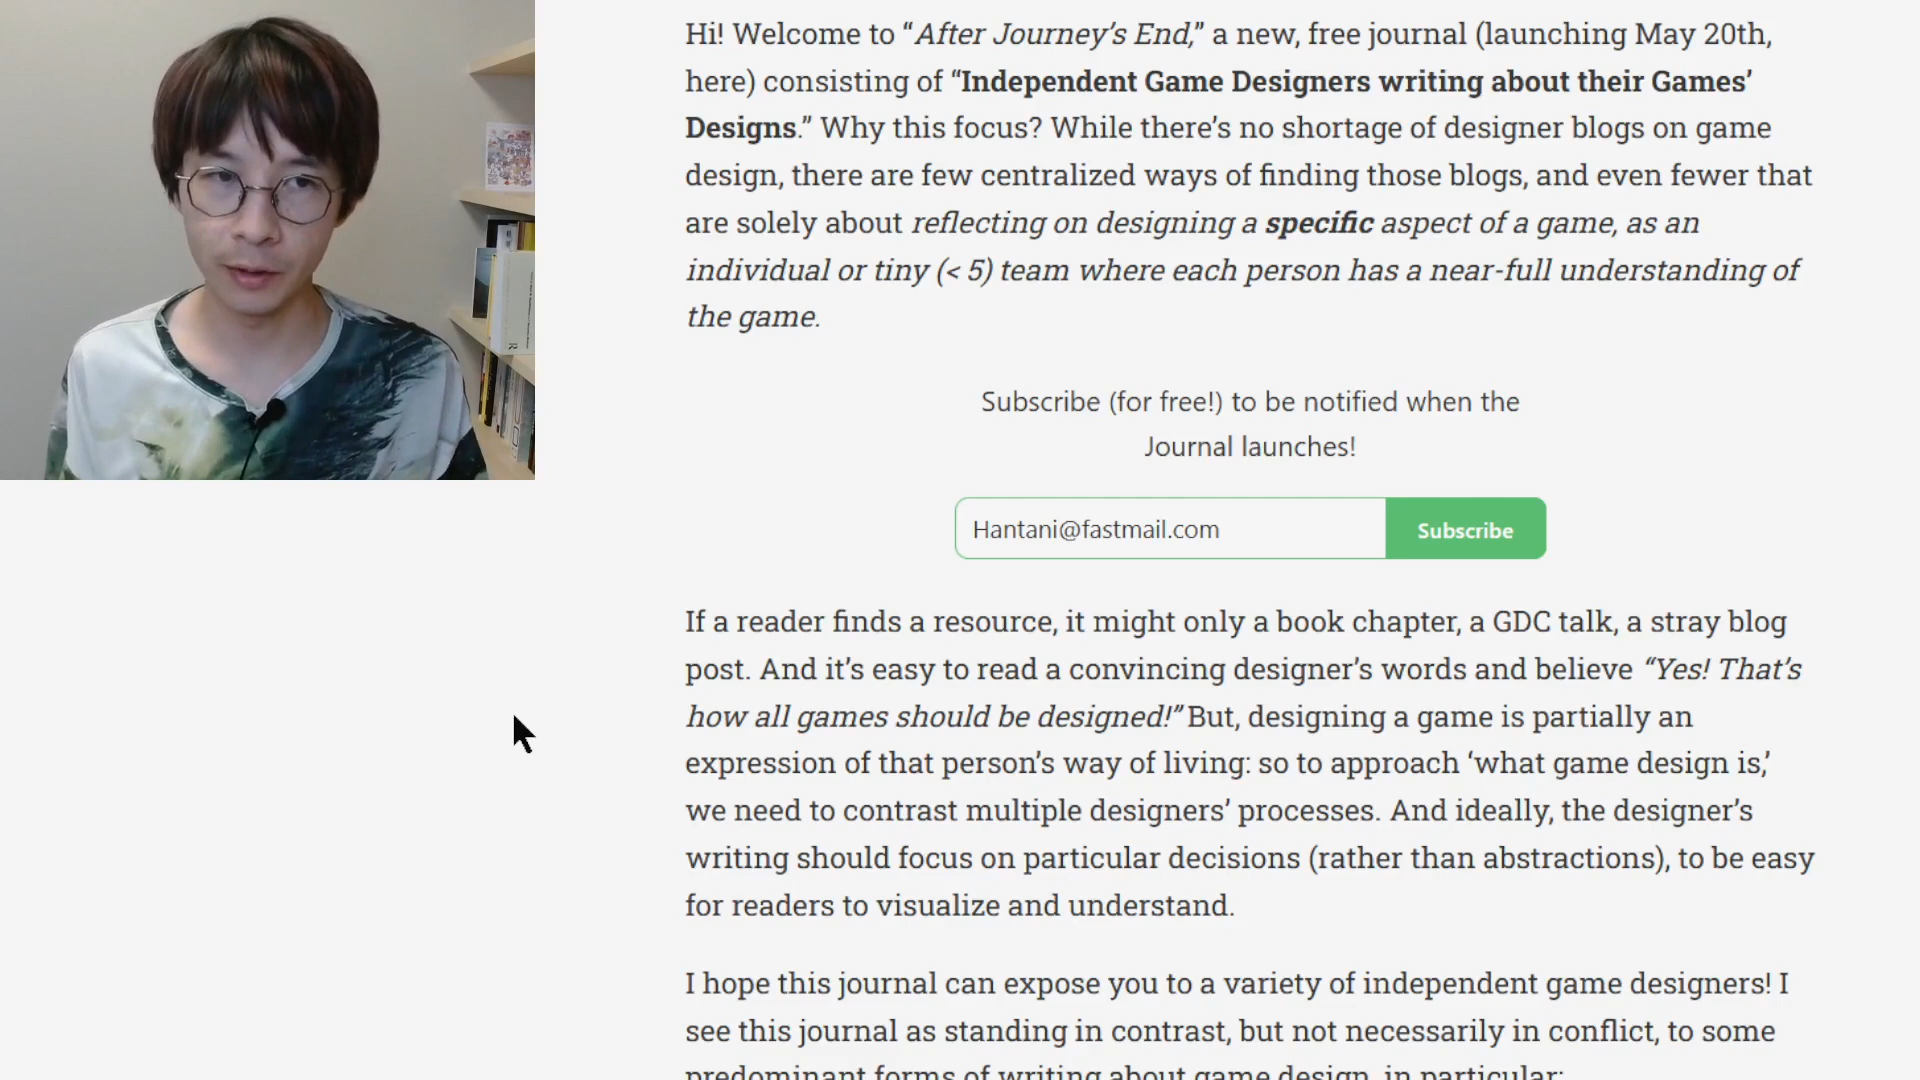 Hi! Welcome to “After Journey’s End,” a new, free journal (launching May 20th,
here) consisting of “Independent Game Designers writing about their Games’
Designs.” Why this focus? While there’s no shortage of designer blogs on game
design, there are few centralized ways of finding those blogs, and even fewer that
are solely about reflecting on designing a specific aspect of a game, as an
individual or tiny (< 5) team where each person has a near-full understanding of
the game.
Subscribe (for free!) to be notified when the
Journal launches!
Hantani@fastmail.com
Subscribe
If a reader finds a resource, it might only a book chapter, a GDC talk, a stray blog
post. And it’s easy to read a convincing designer’s words and believe “Yes! That’s
how all games should be designed!” But, designing a game is partially an
expression of that person’s way of living: so to approach ‘what game design is,’
we need to contrast multiple designers’ processes. And ideally, the designer’s
writing should focus on particular decisions (rather than abstractions), to be easy
for readers to visualize and understand.
I hope this journal can expose you to a variety of independent game designers! I
see this journal as standing in contrast, but not necessarily in conflict, to some
predominant forms of writing about game design, in particular: